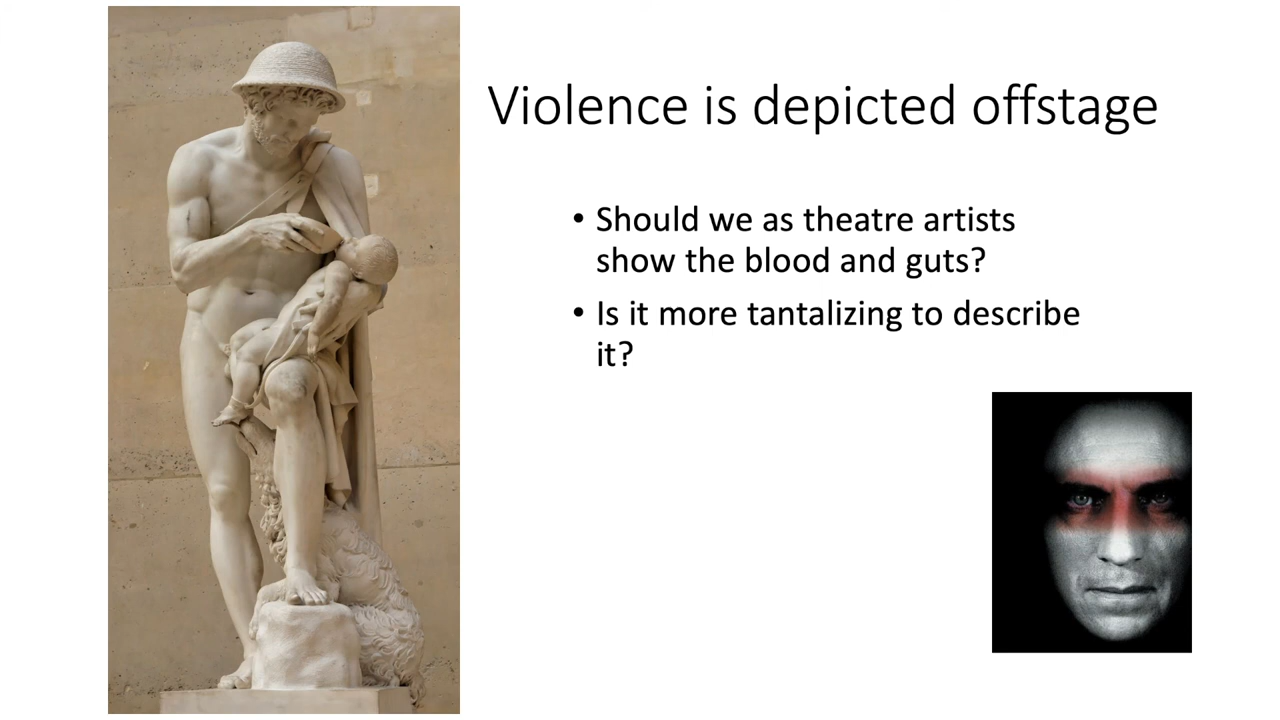 Violence is depicted offstage
• Should we as theatre artists
show the blood and guts?
• Is it more tantalizing to describe
it?